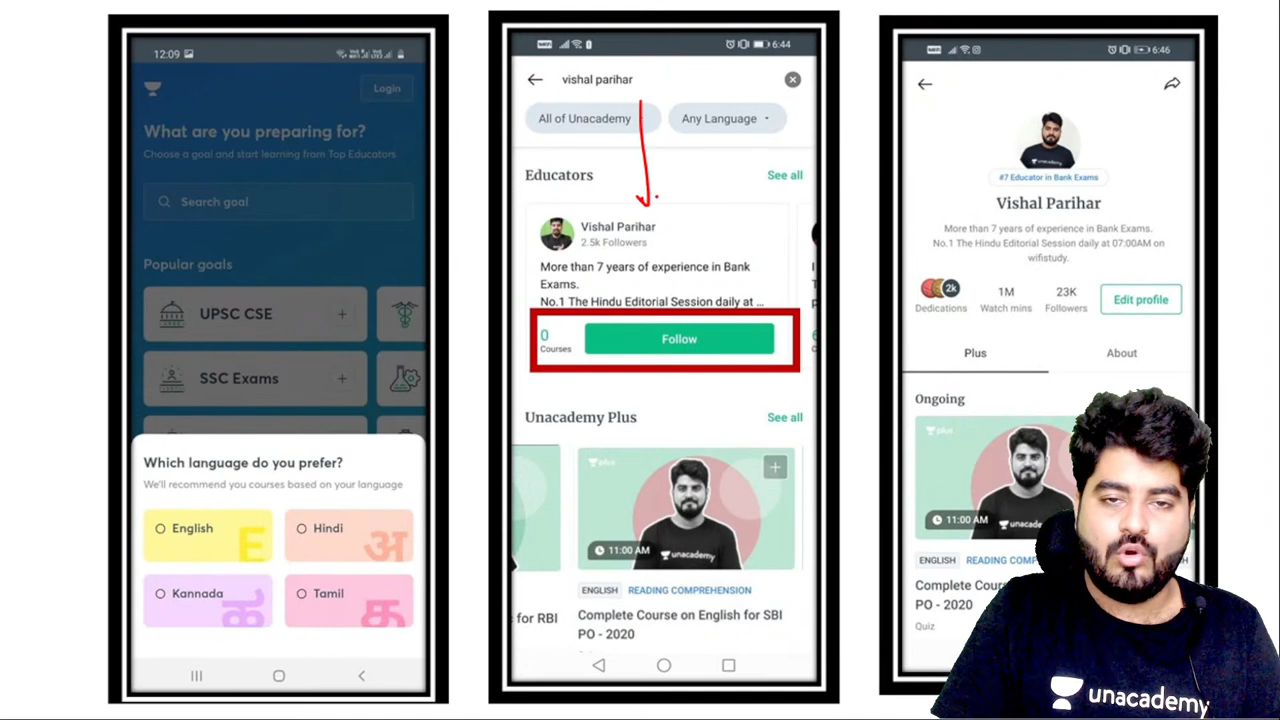 12:09
Login
What are you preparing for?
Choose a goal and start learning from Top Educators
Search goal
Popular goals
UPSC CSE
SSC Exams
Which language do you prefer?
We'll recommend you courses based on your language
English
E
Hindi
अ
Kannada
Tamil
க
6:44
vishal parihar
All of Unacademy
Any Language
Educators
See all
Vishal Parihar
2.5k Followers
More than 7 years of experience in Bank
Exams.
No.1 The Hindu Editorial Session daily at ...
0
Courses
Follow
Unacademy Plus
See all
plus
11:00 AM
unacademy
ENGLISH
READING COMPREHENSION
for RBI
Complete Course on English for SBI
PO - 2020
6:46
unacademy
#7 Educator in Bank Exams
Vishal Parihar
More than 7 years of experience in Bank Exams.
No.1 The Hindu Editorial Session daily at 07:00AM on
wifistudy.
2k
Dedications
1M
Watch mins
23K
Followers
Edit profile
Plus
About
Ongoing
plus
11:00 AM
ENGLISH
READING COMP
Complete Cour
PO - 2020
Quiz
unacademy